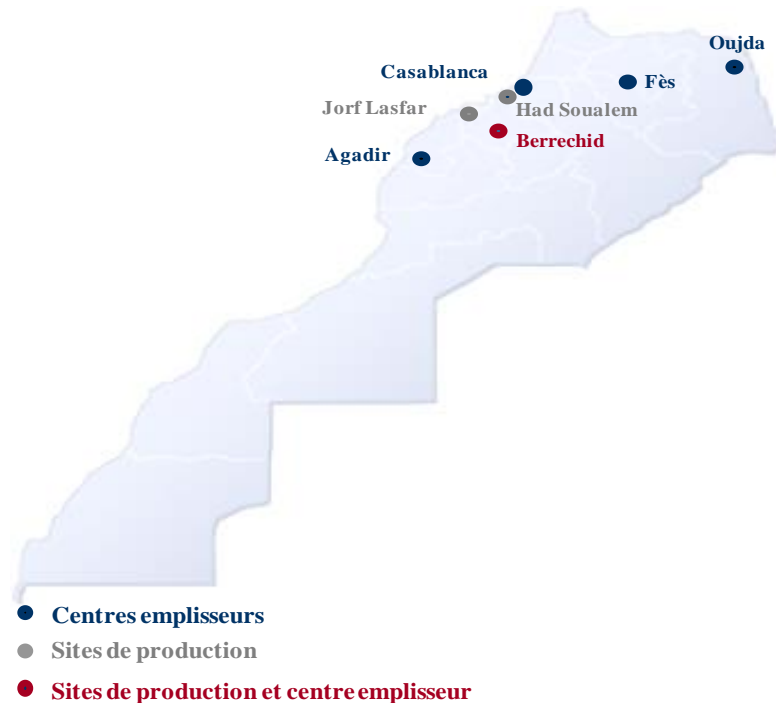 Oujda
Casablanca
Fès
Jorf Lasfar
Had Soualem
Berrechid
Agadir
Centres emplisseurs
Sites de production
Sites de production et centre emplisseur